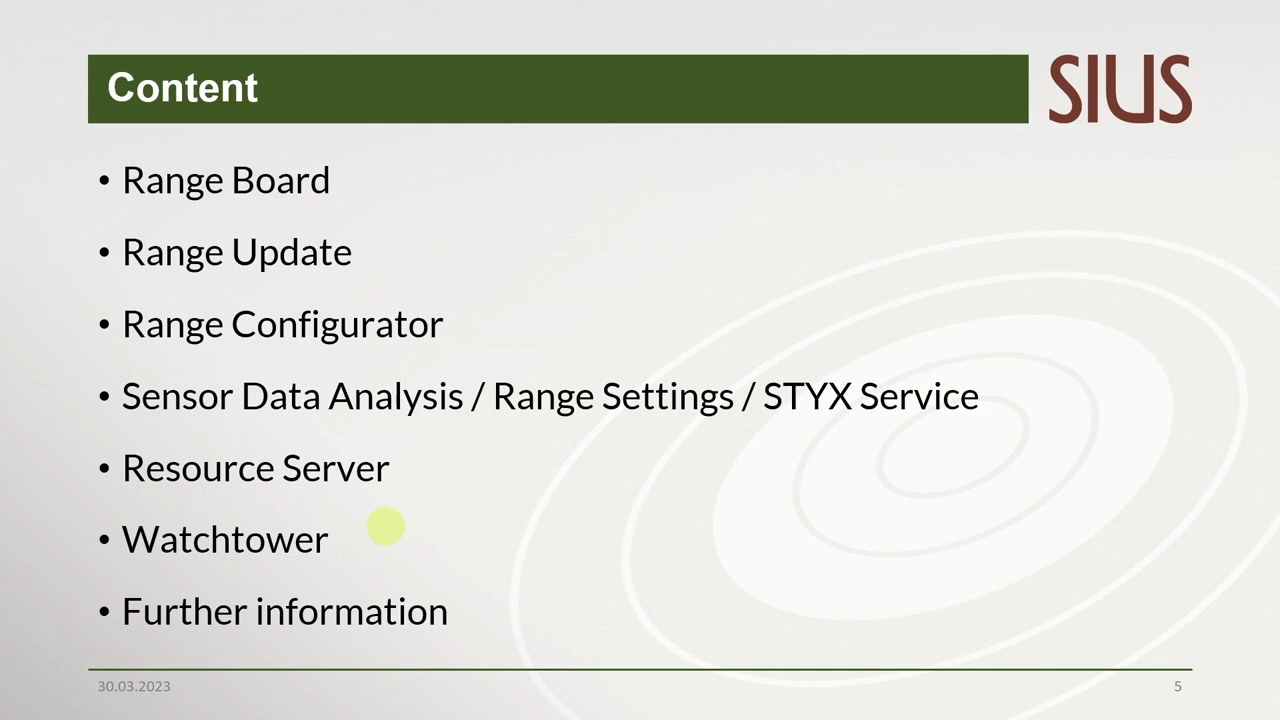 Content
SIUS
• Range Board
• Range Update
• Range Configurator
• Sensor Data Analysis / Range Settings / STYX Service
• Resource Server
• Watchtower
• Further information
30.03.2023
5